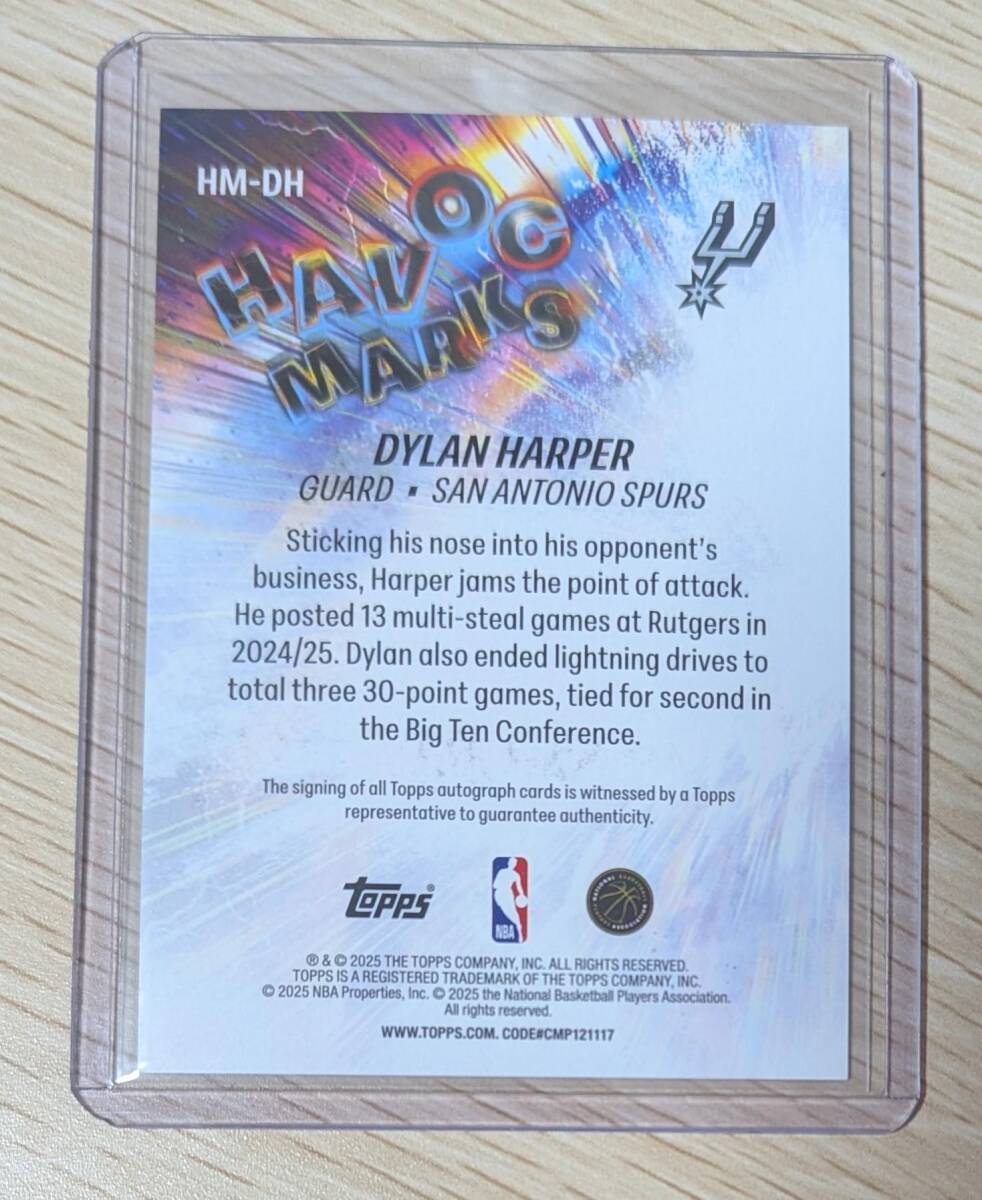 HM-DH
HAVOC
MARKS
DYLAN HARPER
GUARD ▪ SAN ANTONIO SPURS
Sticking his nose into his opponent's
business, Harper jams the point of attack.
He posted 13 multi-steal games at Rutgers in
2024/25. Dylan also ended lightning drives to
total three 30-point games, tied for second in
the Big Ten Conference.
The signing of all Topps autograph cards is witnessed by a Topps
representative to guarantee authenticity.
topps®
NBA
® & © 2025 THE TOPPS COMPANY, INC. ALL RIGHTS RESERVED.
TOPPS IS A REGISTERED TRADEMARK OF THE TOPPS COMPANY, INC.
© 2025 NBA Properties, Inc. © 2025 the National Basketball Players Association.
All rights reserved.
WWW.TOPPS.COM. CODE#CMP121117